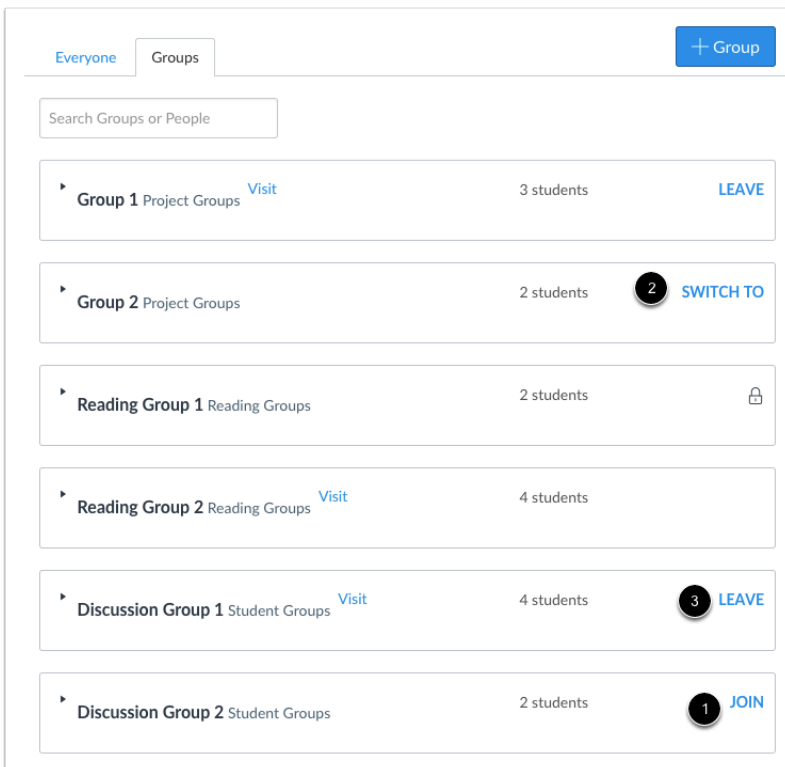 Everyone Groups + Group
Search Groups or People
Group 1 Project Groups Visit 3 students LEAVE
Group 2 Project Groups 2 students 2 SWITCH TO
Reading Group 1 Reading Groups 2 students
Reading Group 2 Reading Groups Visit 4 students
Discussion Group 1 Student Groups Visit 4 students 3 LEAVE
Discussion Group 2 Student Groups 2 students 1 JOIN